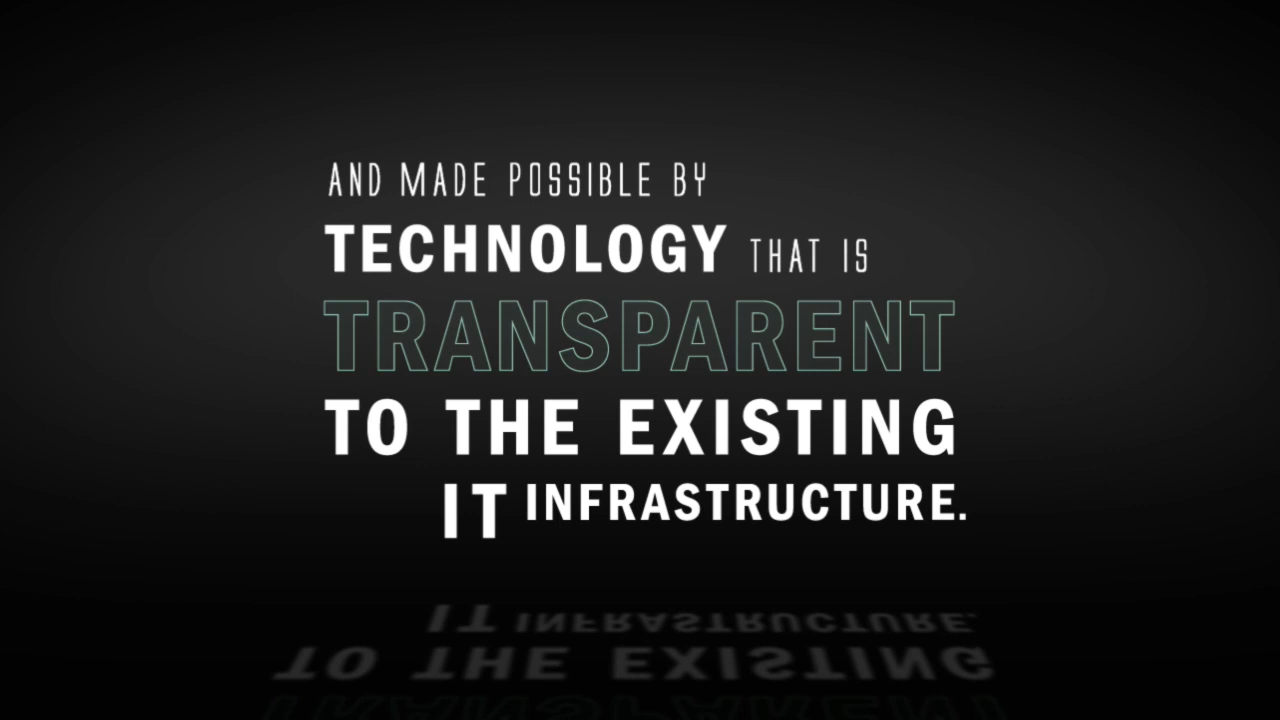 AND MADE POSSIBLE BY
TECHNOLOGY THAT IS
TRANSPARENT
TO THE EXISTING
IT INFRASTRUCTURE.